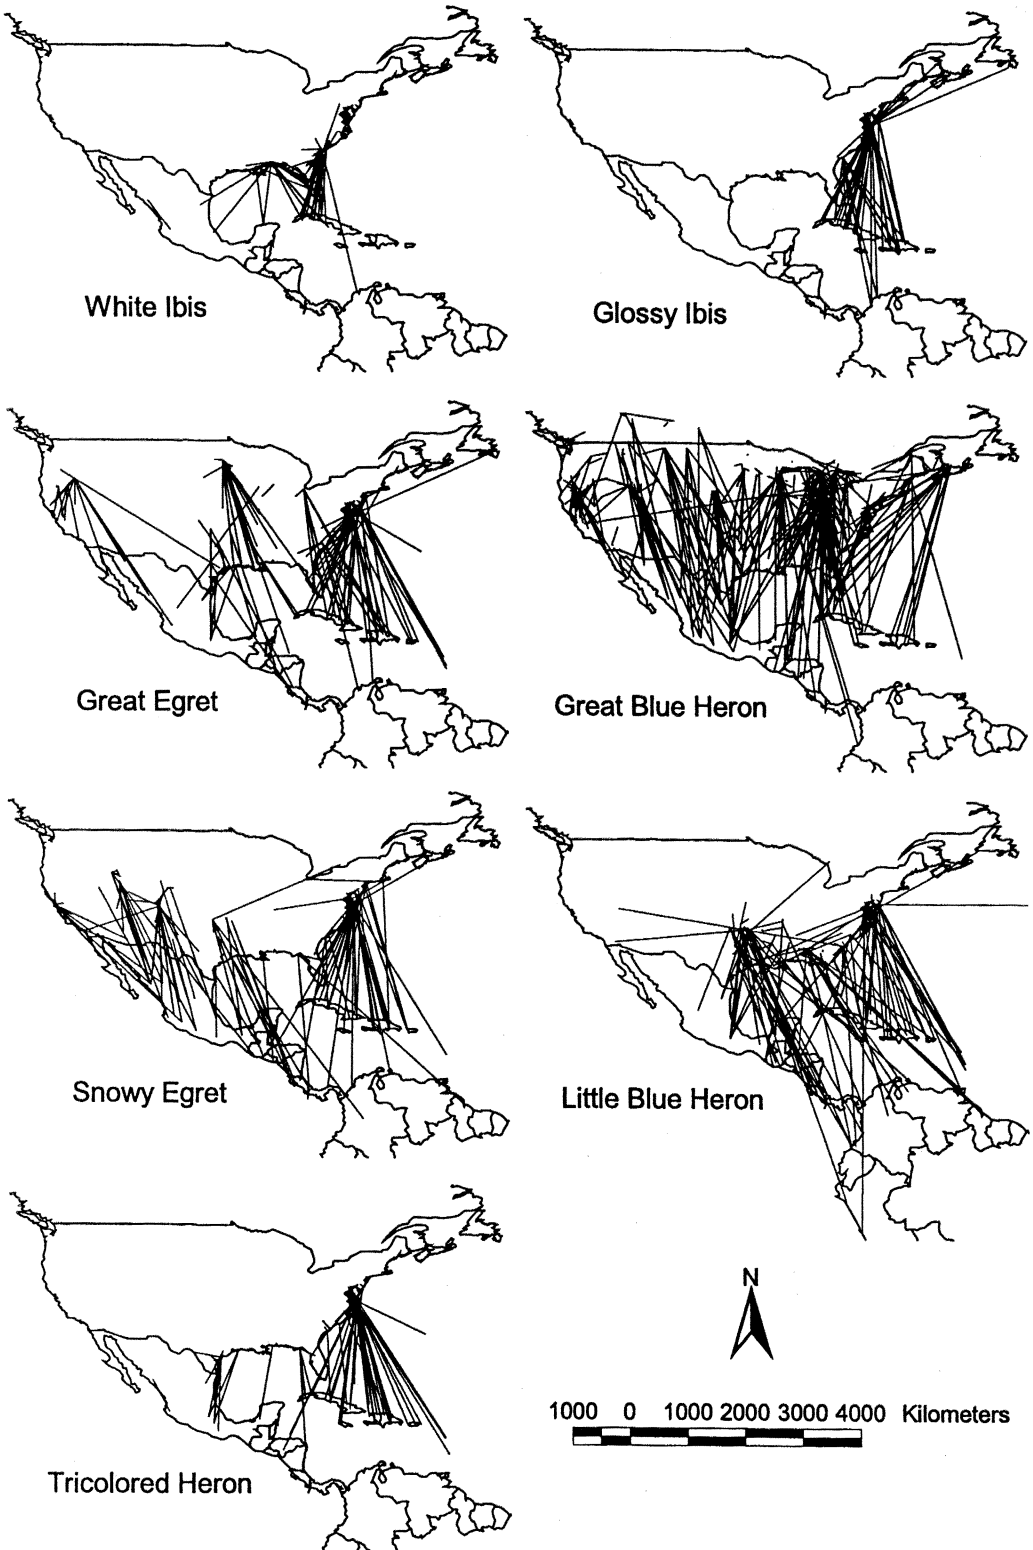 White Ibis
Glossy Ibis
Great Egret
Great Blue Heron
Snowy Egret
Little Blue Heron
Tricolored Heron
N
1000 0 1000 2000 3000 4000 Kilometers